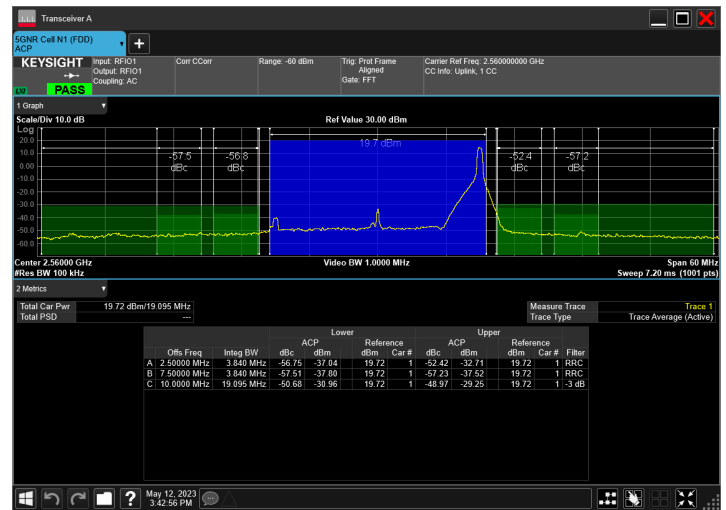 Transceiver A
5GNR Cell N1 (FDD)
ACP
KEYSIGHT
LXI
PASS
Input: RFIO1
Output: RFIO1
Coupling: AC
Corr CCorr
Range: -60 dBm
Trig: Prot Frame
Aligned
Gate: FFT
Carrier Ref Freq: 2.560000000 GHz
CC Info: Uplink, 1 CC
1 Graph
Scale/Div 10.0 dB
Ref Value 30.00 dBm
Log
20.0
10.0
0.00
-10.0
-20.0
-30.0
-40.0
-50.0
-60.0
-57.5
dBc
-56.8
dBc
19.7 dBm
-52.4
dBc
-57.2
dBc
Center 2.56000 GHz
Video BW 1.0000 MHz
Span 60 MHz
#Res BW 100 kHz
Sweep 7.20 ms (1001 pts)
2 Metrics
Total Car Pwr 19.72 dBm/19.095 MHz
Total PSD ---
Measure Trace Trace 1
Trace Type Trace Average (Active)
Lower Upper
ACP Reference ACP Reference
Offs Freq Integ BW dBc dBm dBm Car # dBc dBm dBm Car # Filter
A 2.50000 MHz 3.840 MHz -56.75 -37.04 19.72 1 -52.42 -32.71 19.72 1 RRC
B 7.50000 MHz 3.840 MHz -57.51 -37.80 19.72 1 -57.23 -37.52 19.72 1 RRC
C 10.0000 MHz 19.095 MHz -50.68 -30.96 19.72 1 -48.97 -29.25 19.72 1 -3 dB
?
May 12, 2023
3:42:56 PM